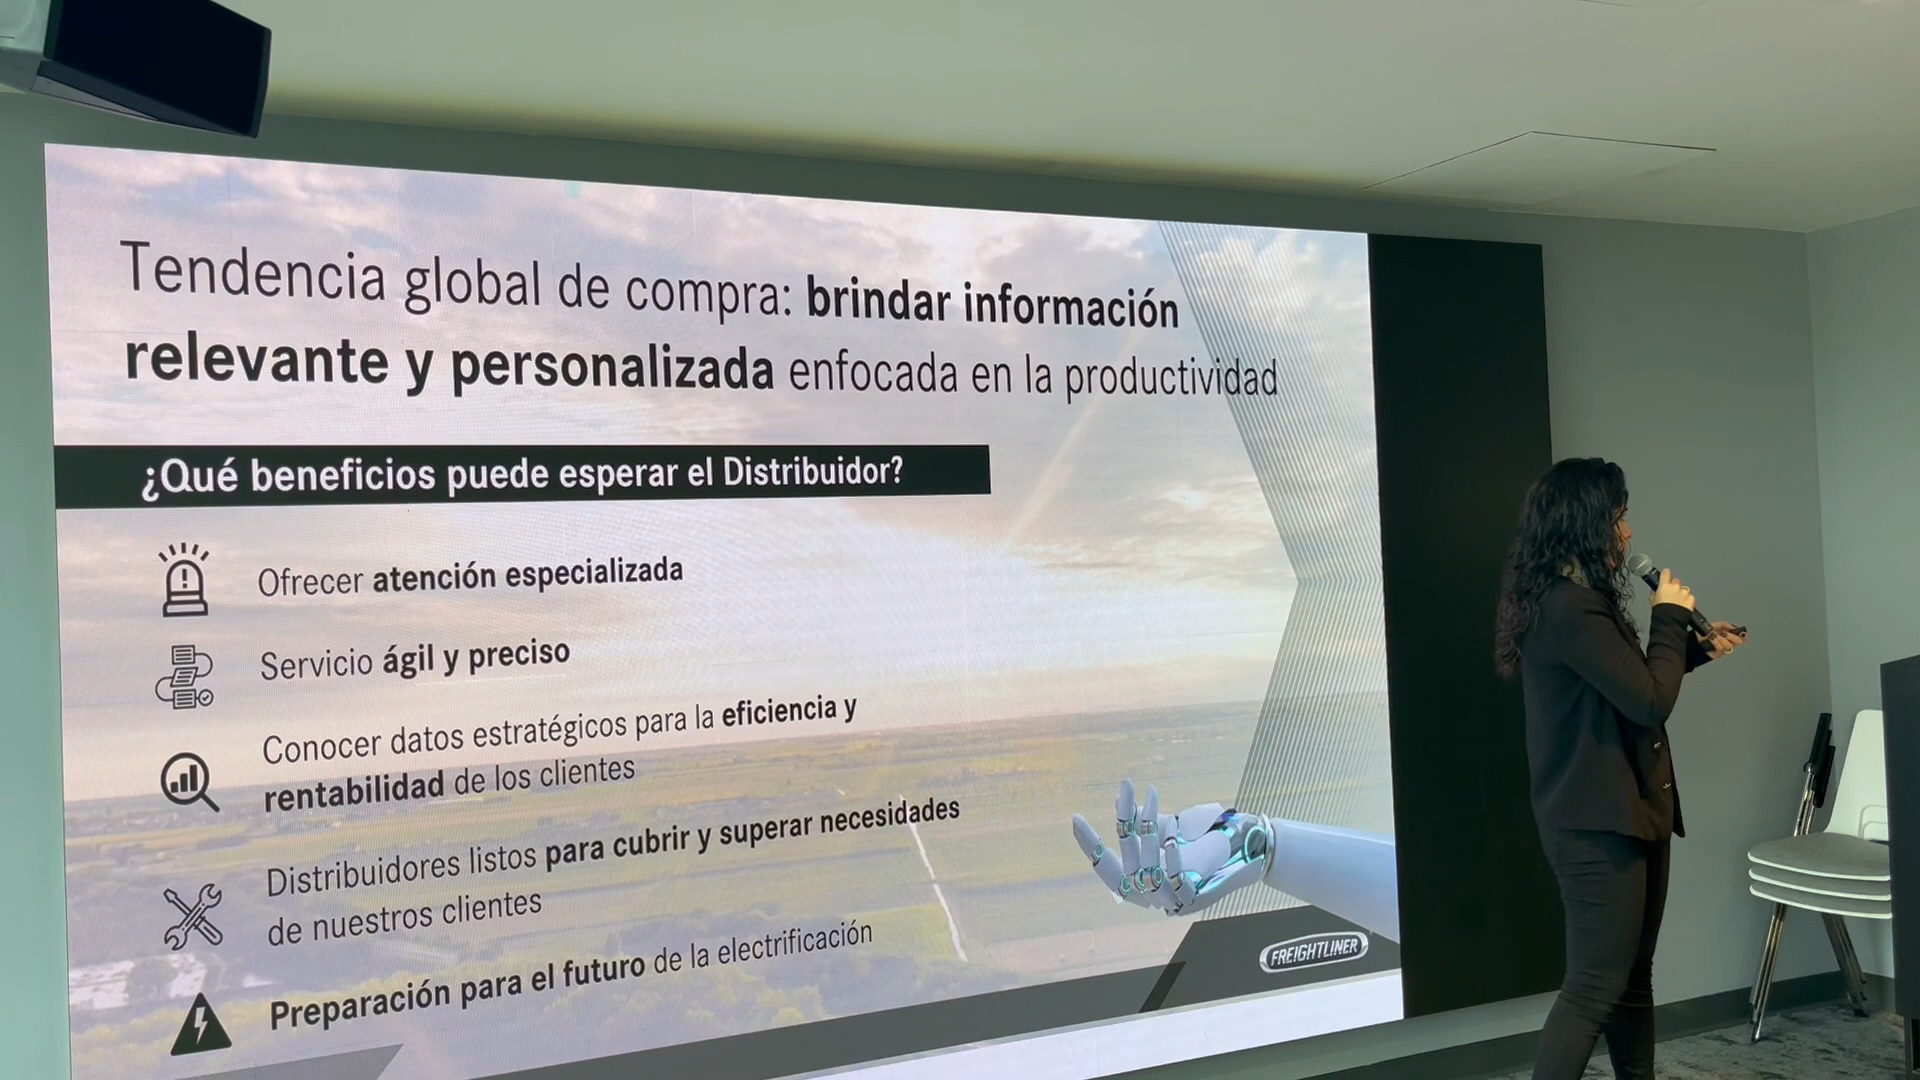 Tendencia global de compra: brindar información
relevante y personalizada enfocada en la productividad
¿Qué beneficios puede esperar el Distribuidor?
Ofrecer atención especializada
Servicio ágil y preciso
Conocer datos estratégicos para la eficiencia y
rentabilidad de los clientes
Distribuidores listos para cubrir y superar necesidades
de nuestros clientes
Preparación para el futuro de la electrificación
FREIGHTLINER